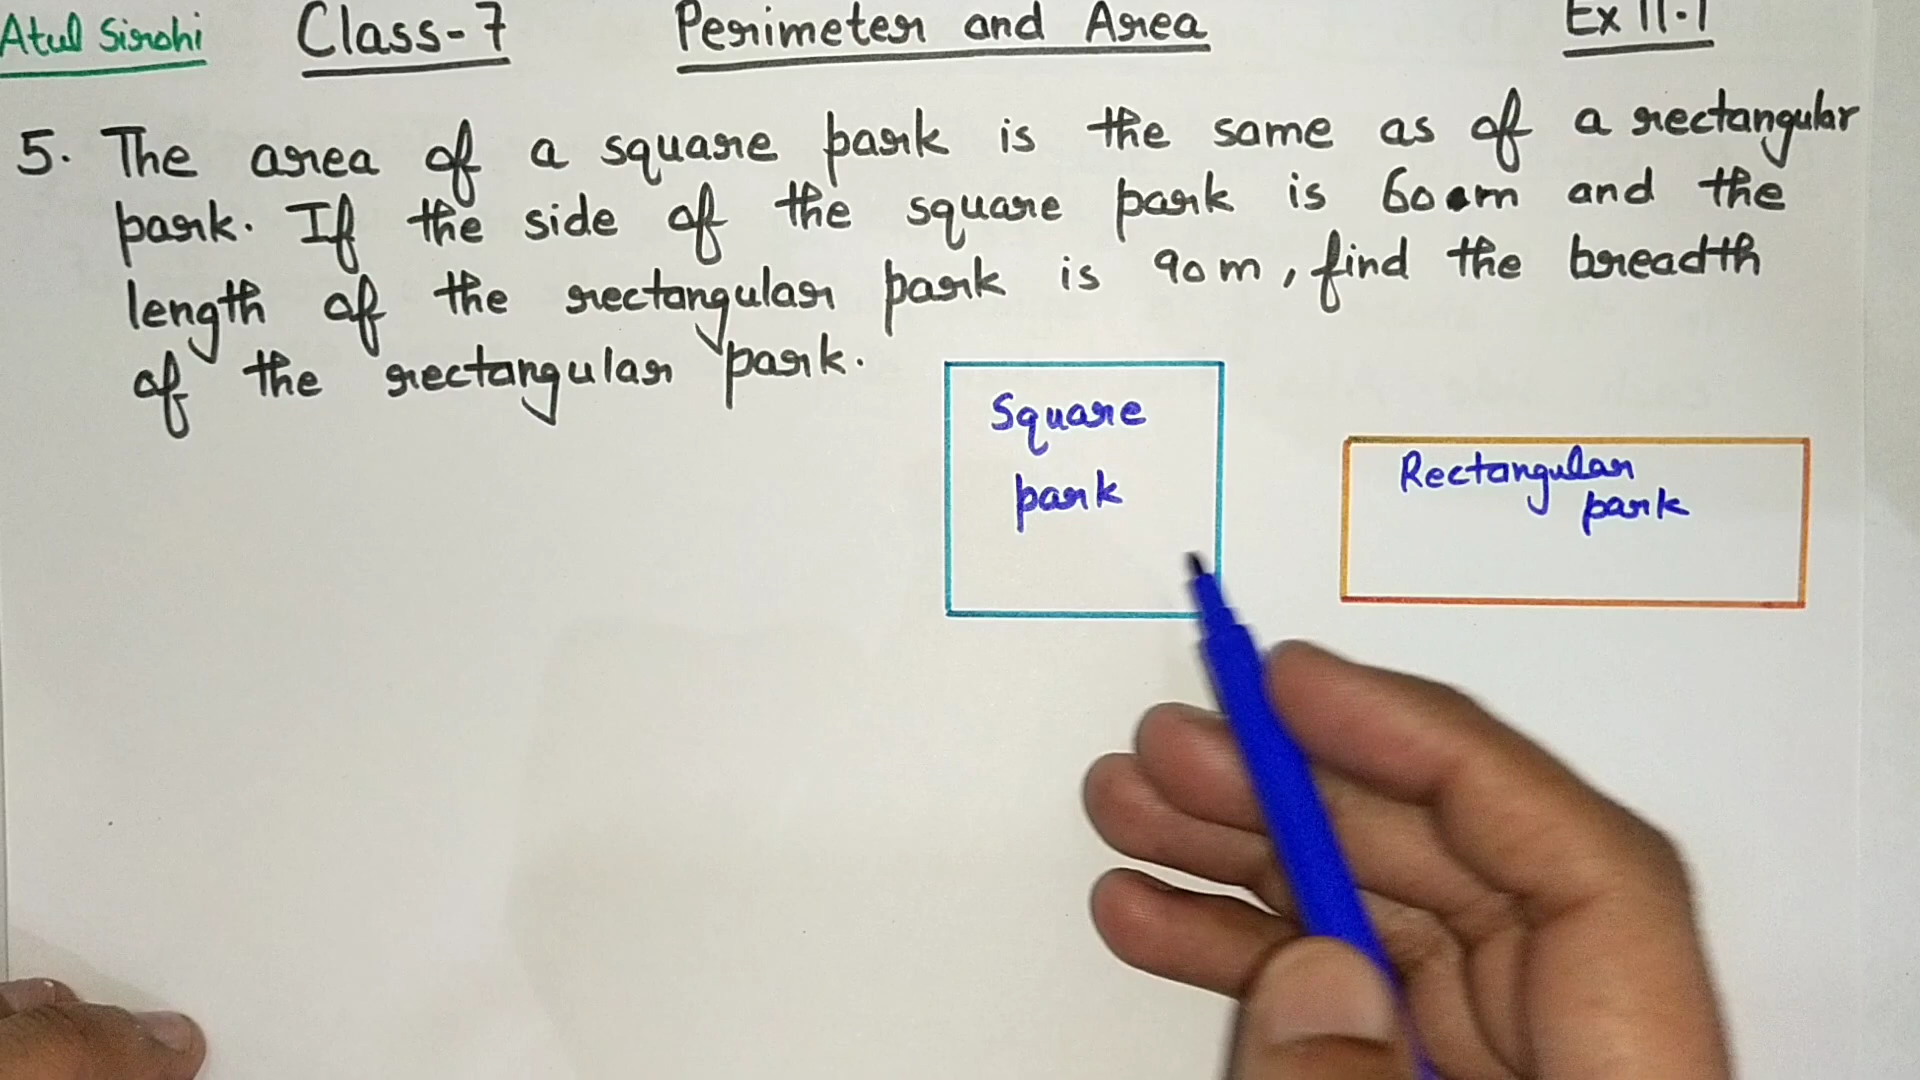 Atul Sirohi Class-7 Perimeter and Area Ex 11.1
5. The area of a square park is the same as of a rectangular
park. If the side of the square park is 60 m and the
length of the rectangular park is 90 m, find the breadth
of the rectangular park.
Square
park
Rectangular
park